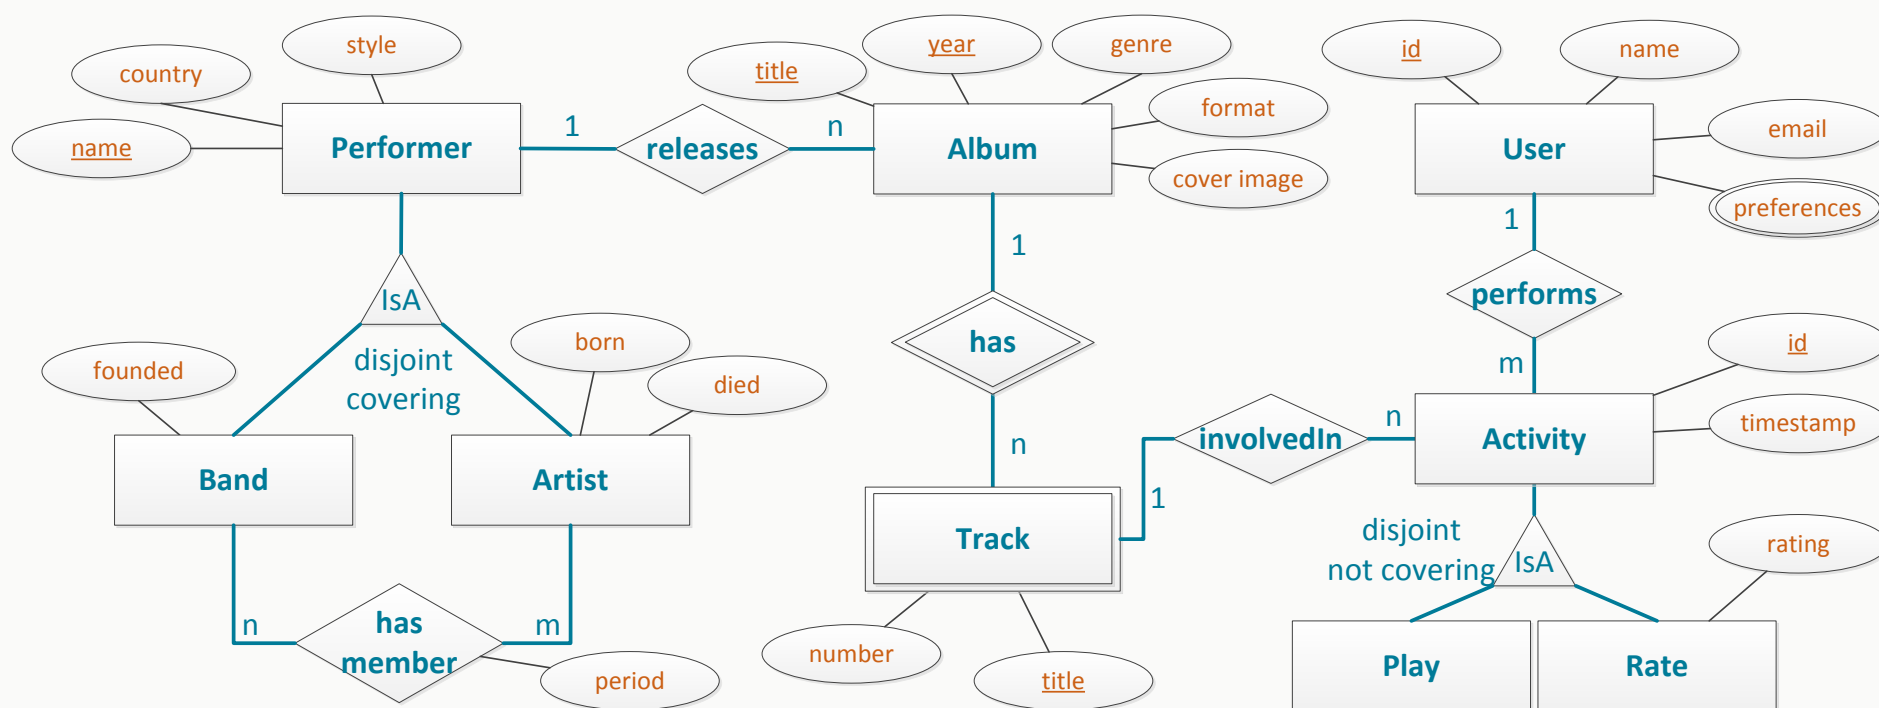 style
year
genre
id
name
country
title
format
email
name
Performer
1
releases
n
Album
User
cover image
preferences
1
1
IsA
performs
born
has
id
founded
disjoint
covering
died
m
n
involvedIn
n
Activity
timestamp
Band
Artist
1
Track
disjoint
not covering
IsA
rating
n
has
member
m
number
period
title
Play
Rate